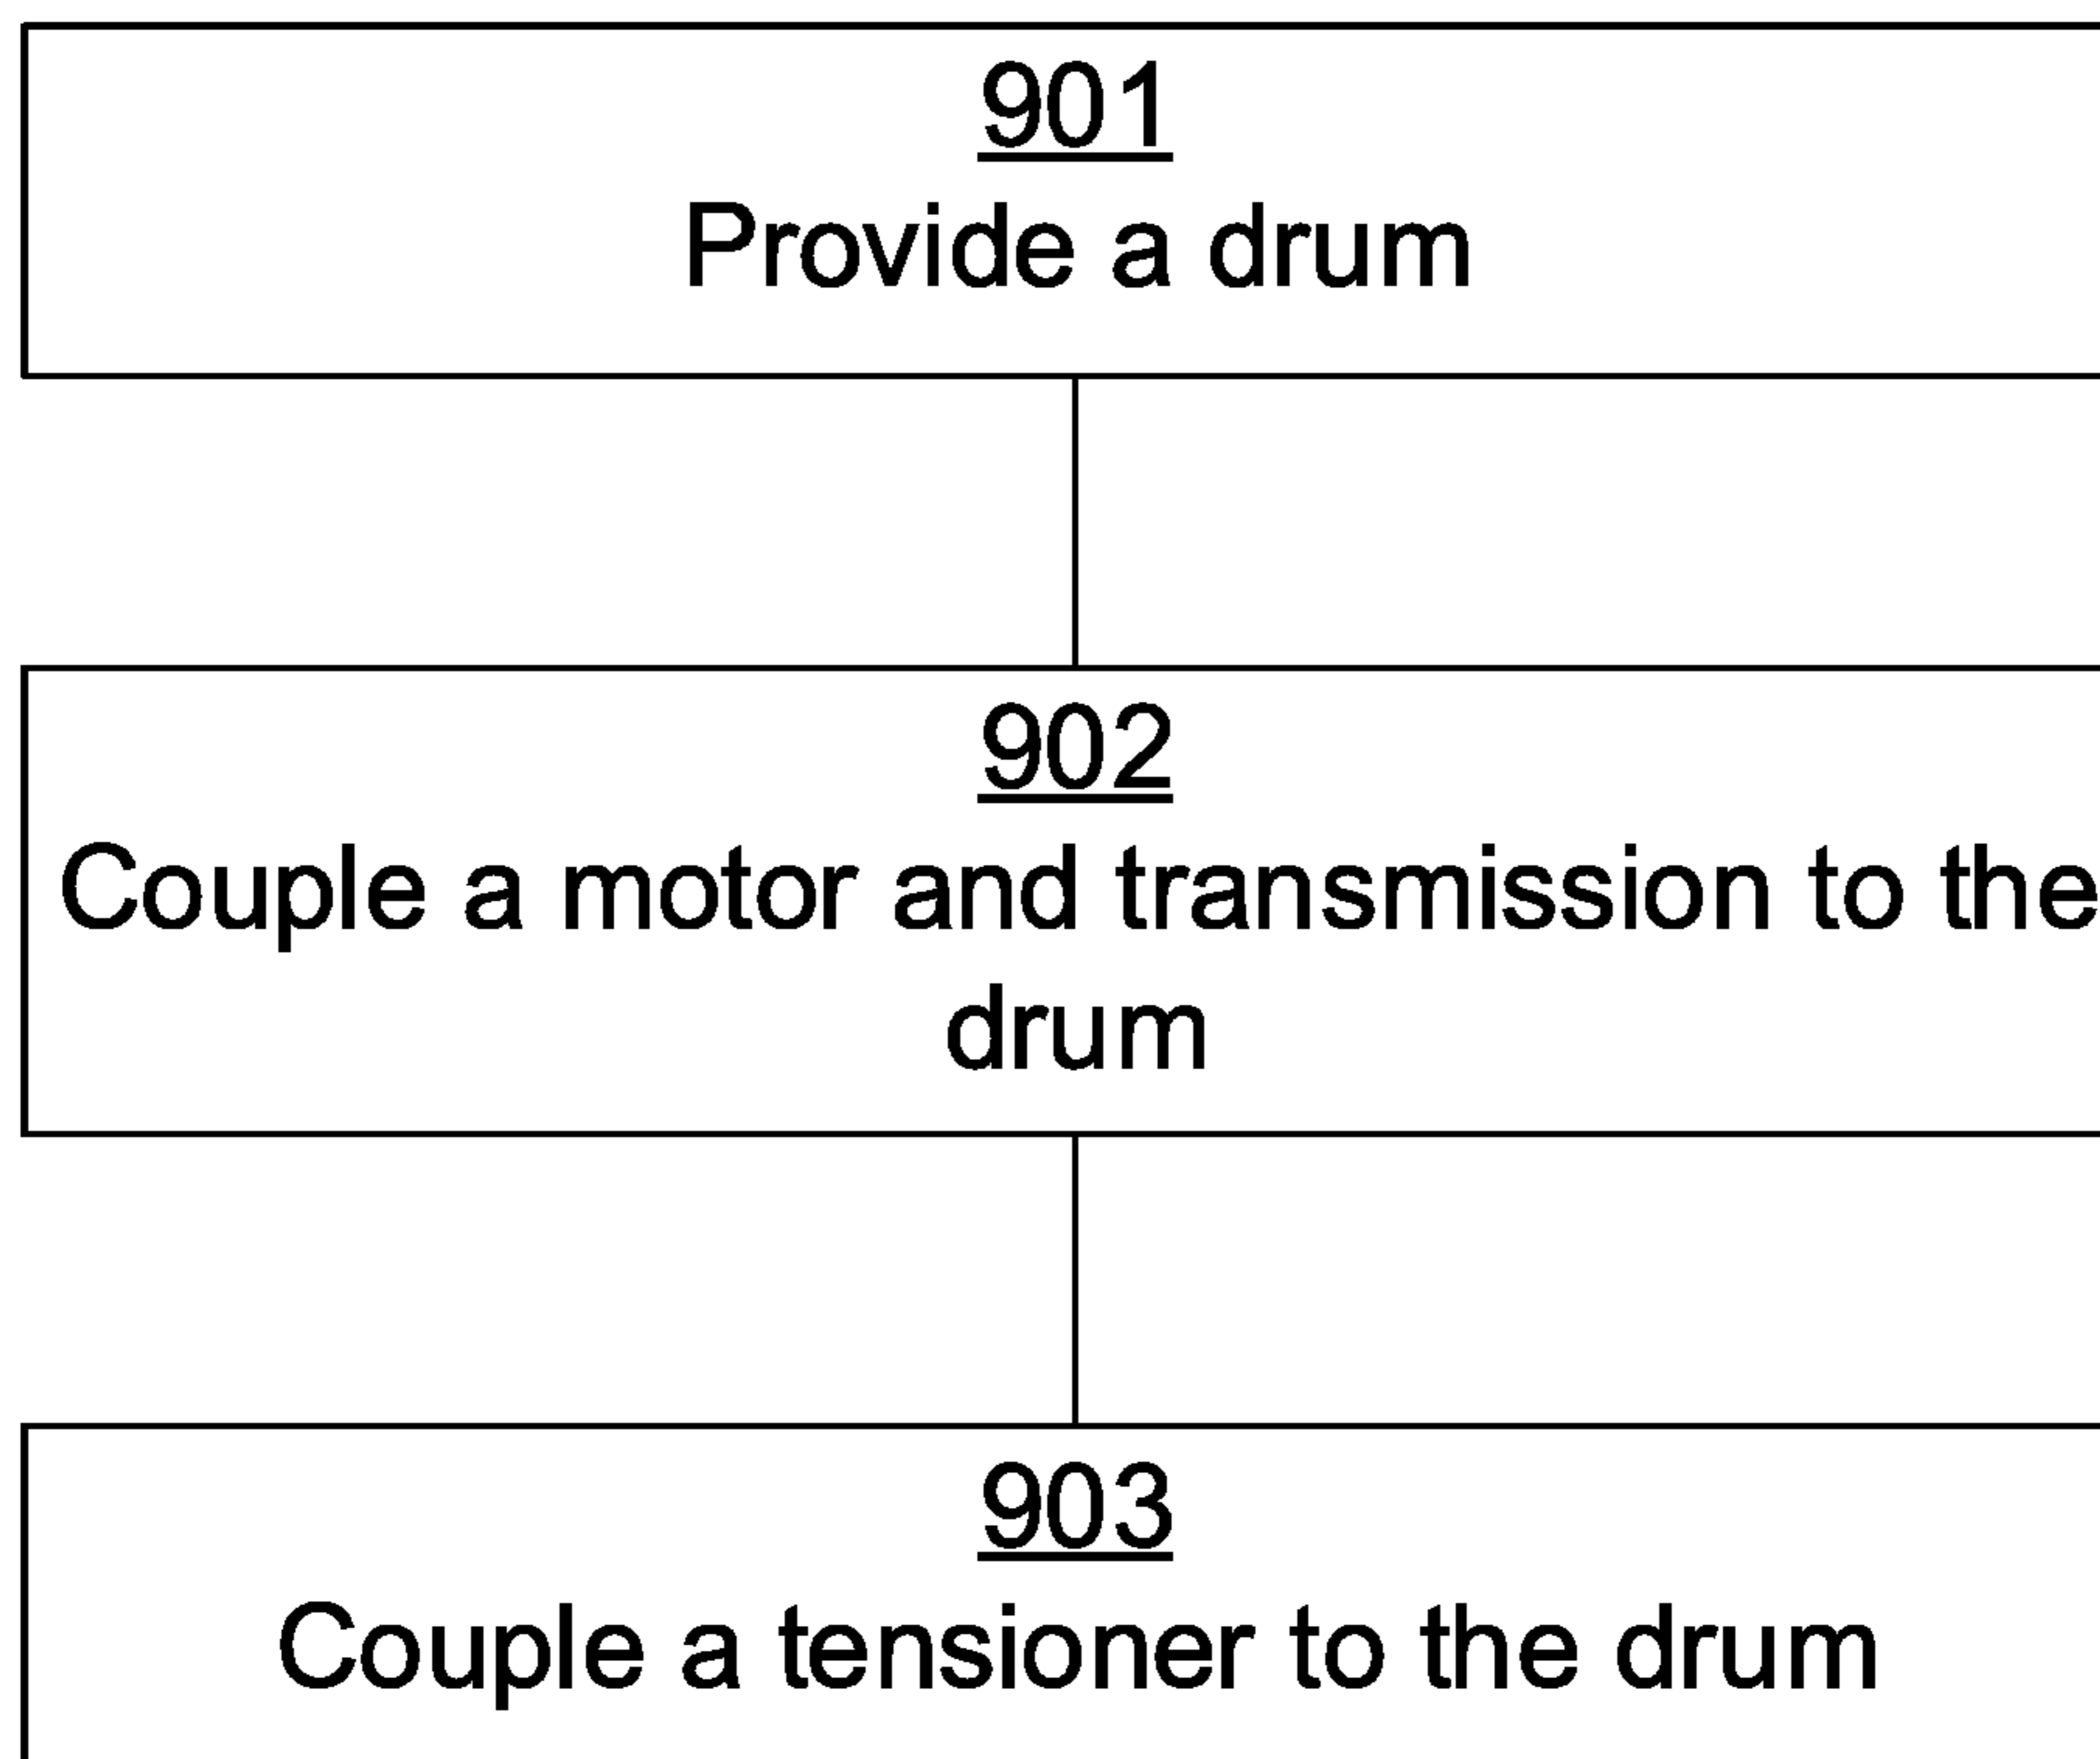 901
Provide a drum
902
Couple a motor and transmission to the
drum
903
Couple a tensioner to the drum